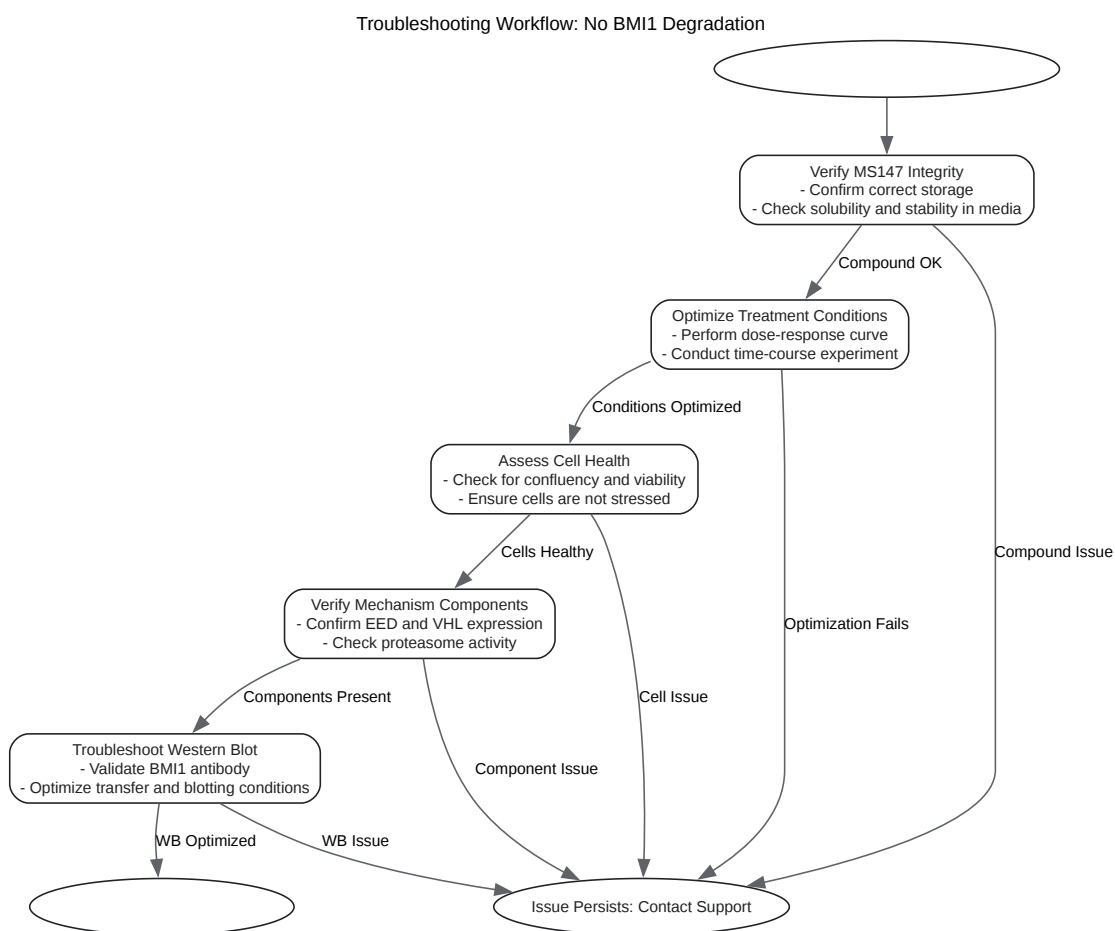 Troubleshooting Workflow: No BMI1 Degradation
Verify MS147 Integrity
- Confirm correct storage
- Check solubility and stability in media
Compound OK
Optimize Treatment Conditions
- Perform dose-response curve
- Conduct time-course experiment
Conditions Optimized
Assess Cell Health
- Check for confluency and viability
- Ensure cells are not stressed
Cells Healthy
Compound Issue
Verify Mechanism Components
- Confirm EED and VHL expression
- Check proteasome activity
Optimization Fails
Components Present
Cell Issue
Troubleshoot Western Blot
- Validate BMI1 antibody
- Optimize transfer and blotting conditions
Component Issue
WB Optimized
WB Issue
Issue Persists: Contact Support